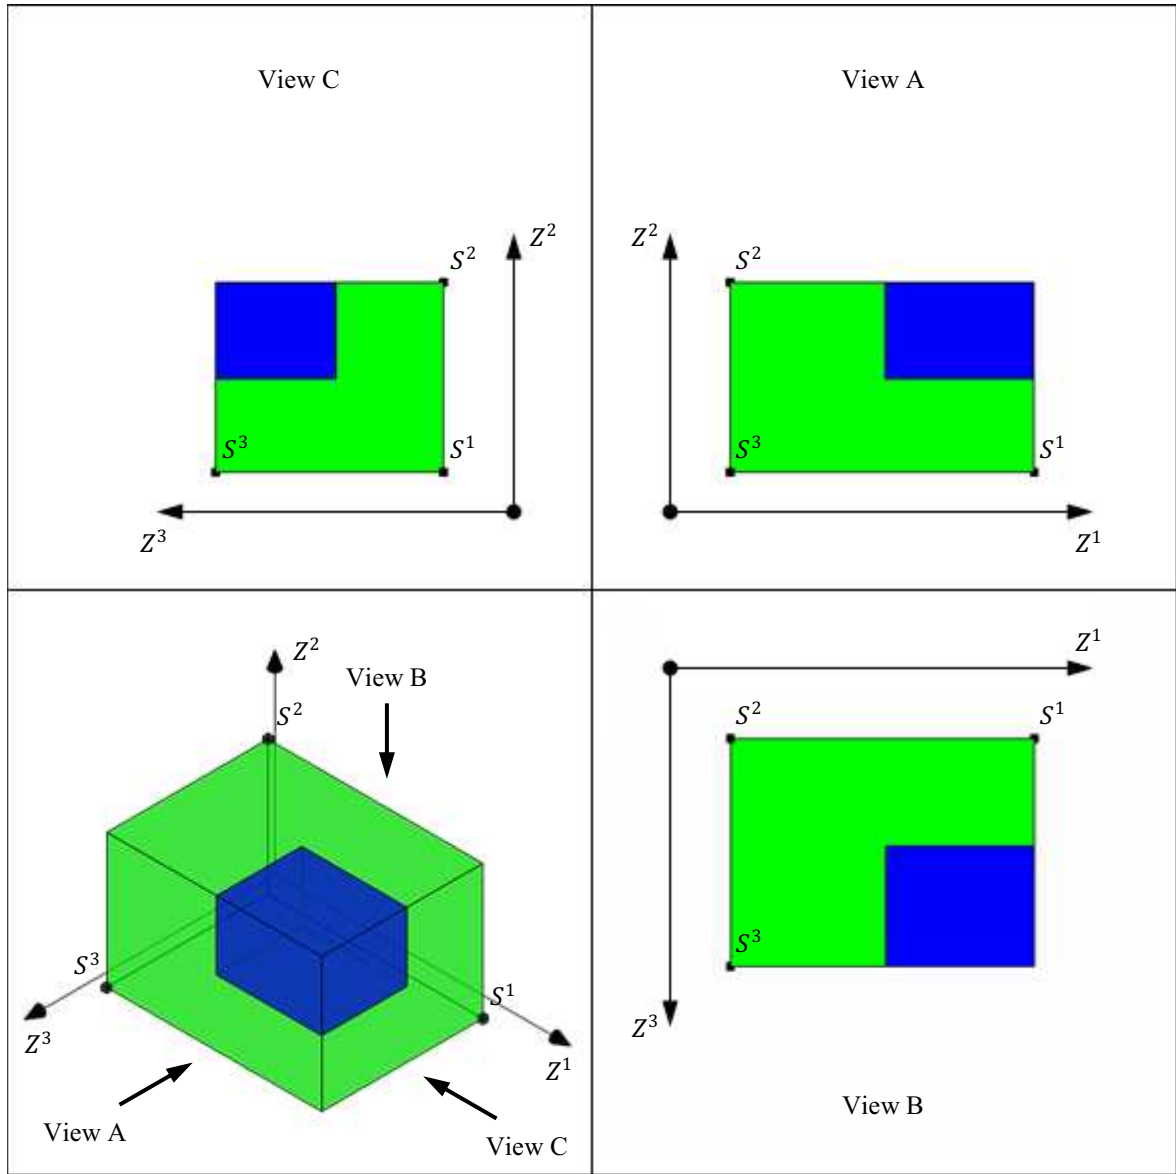 View C
Z²
S²
S³
S¹
Z³
View A
Z²
S²
S³
S¹
Z¹
Z²
View B
S²
S³
S¹
Z³
Z¹
View A
View C
Z¹
S²
S¹
S³
Z³
View B